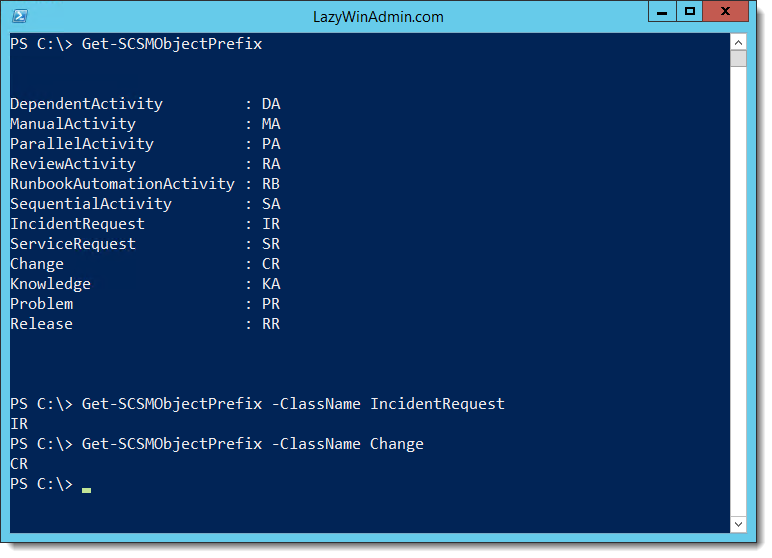 LazyWinAdmin.com
PS C:\> Get-SCSMObjectPrefix
DependentActivity : DA
ManualActivity : MA
ParallelActivity : PA
ReviewActivity : RA
RunbookAutomationActivity : RB
SequentialActivity : SA
IncidentRequest : IR
ServiceRequest : SR
Change : CR
Knowledge : KA
Problem : PR
Release : RR
PS C:\> Get-SCSMObjectPrefix -ClassName IncidentRequest
IR
PS C:\> Get-SCSMObjectPrefix -ClassName Change
CR
PS C:\>